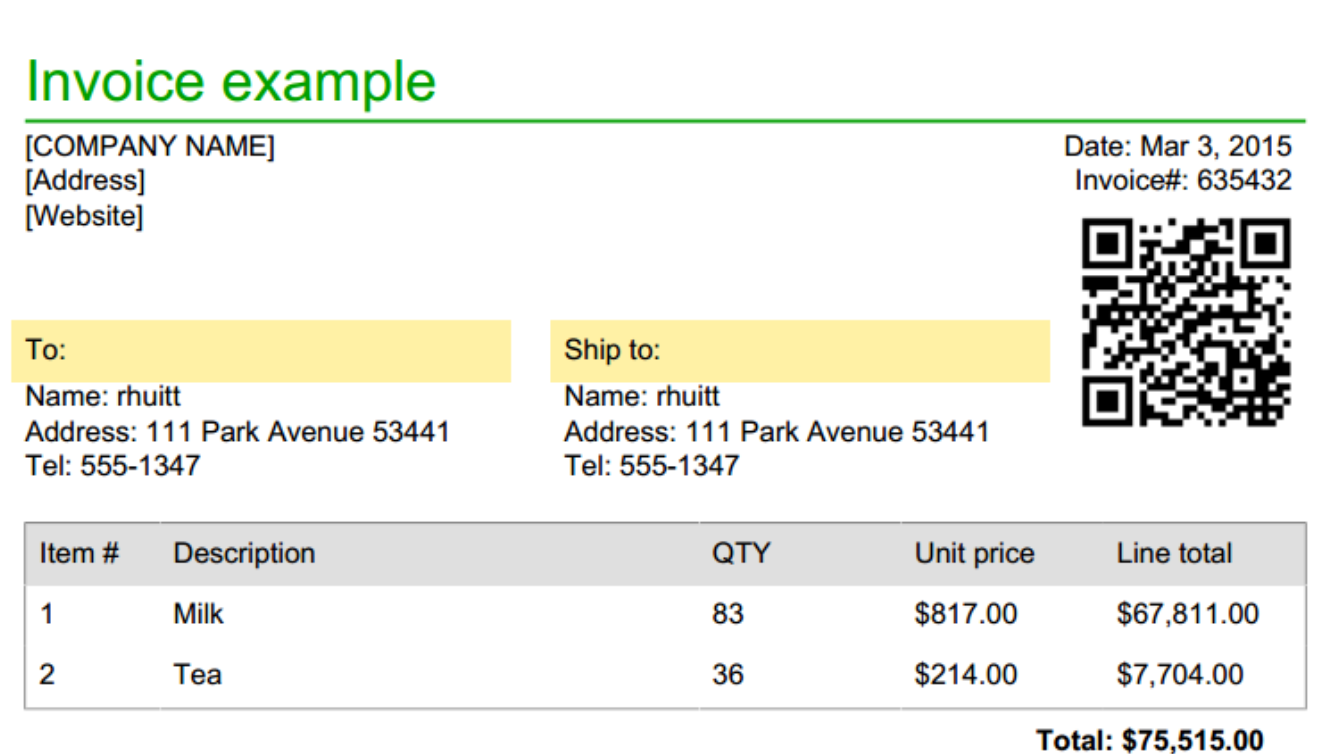 Invoice example
[COMPANY NAME]
[Address]
[Website]
Date: Mar 3, 2015
Invoice#: 635432
To:
Name: rhuitt
Address: 111 Park Avenue 53441
Tel: 555-1347
Ship to:
Name: rhuitt
Address: 111 Park Avenue 53441
Tel: 555-1347
Item # Description QTY Unit price Line total
1 Milk 83 $817.00 $67,811.00
2 Tea 36 $214.00 $7,704.00
Total: $75,515.00